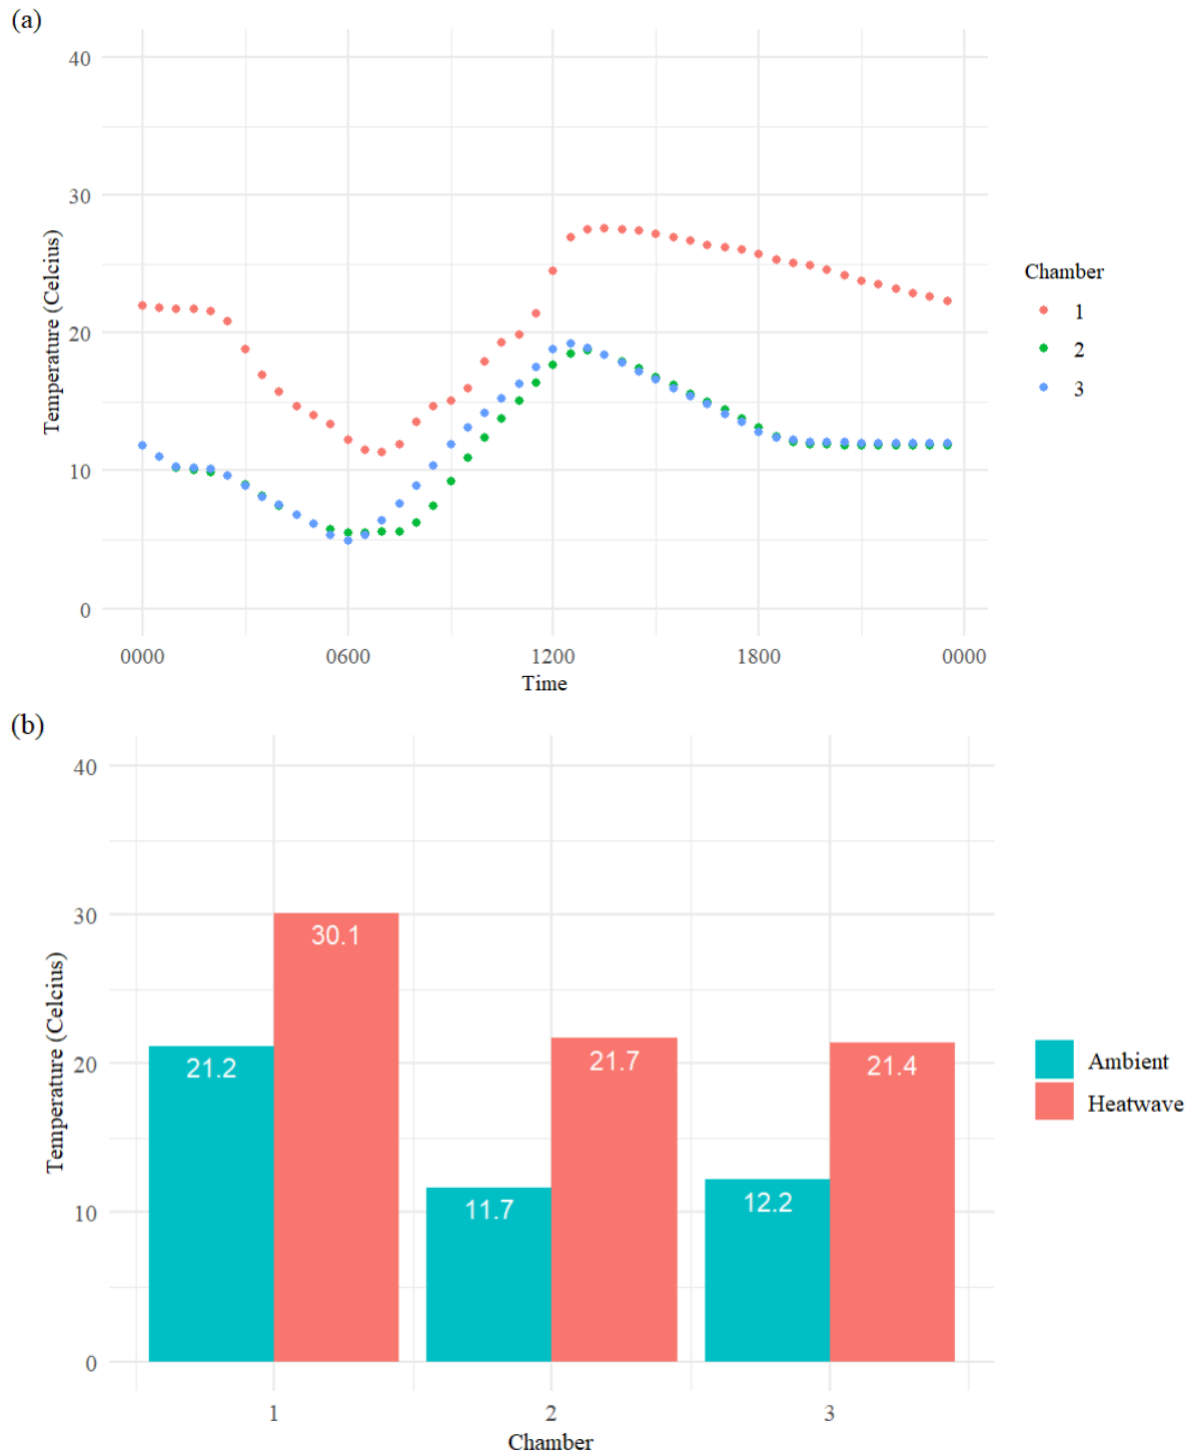 (a)
40
30
20
10
0
Temperature (Celcius)
0000 0600 1200 1800 0000
Time
Chamber
1
2
3
(b)
40
30
20
10
0
Temperature (Celcius)
30.1
21.2
21.7
21.4
11.7
12.2
1 2 3
Chamber
Ambient
Heatwave